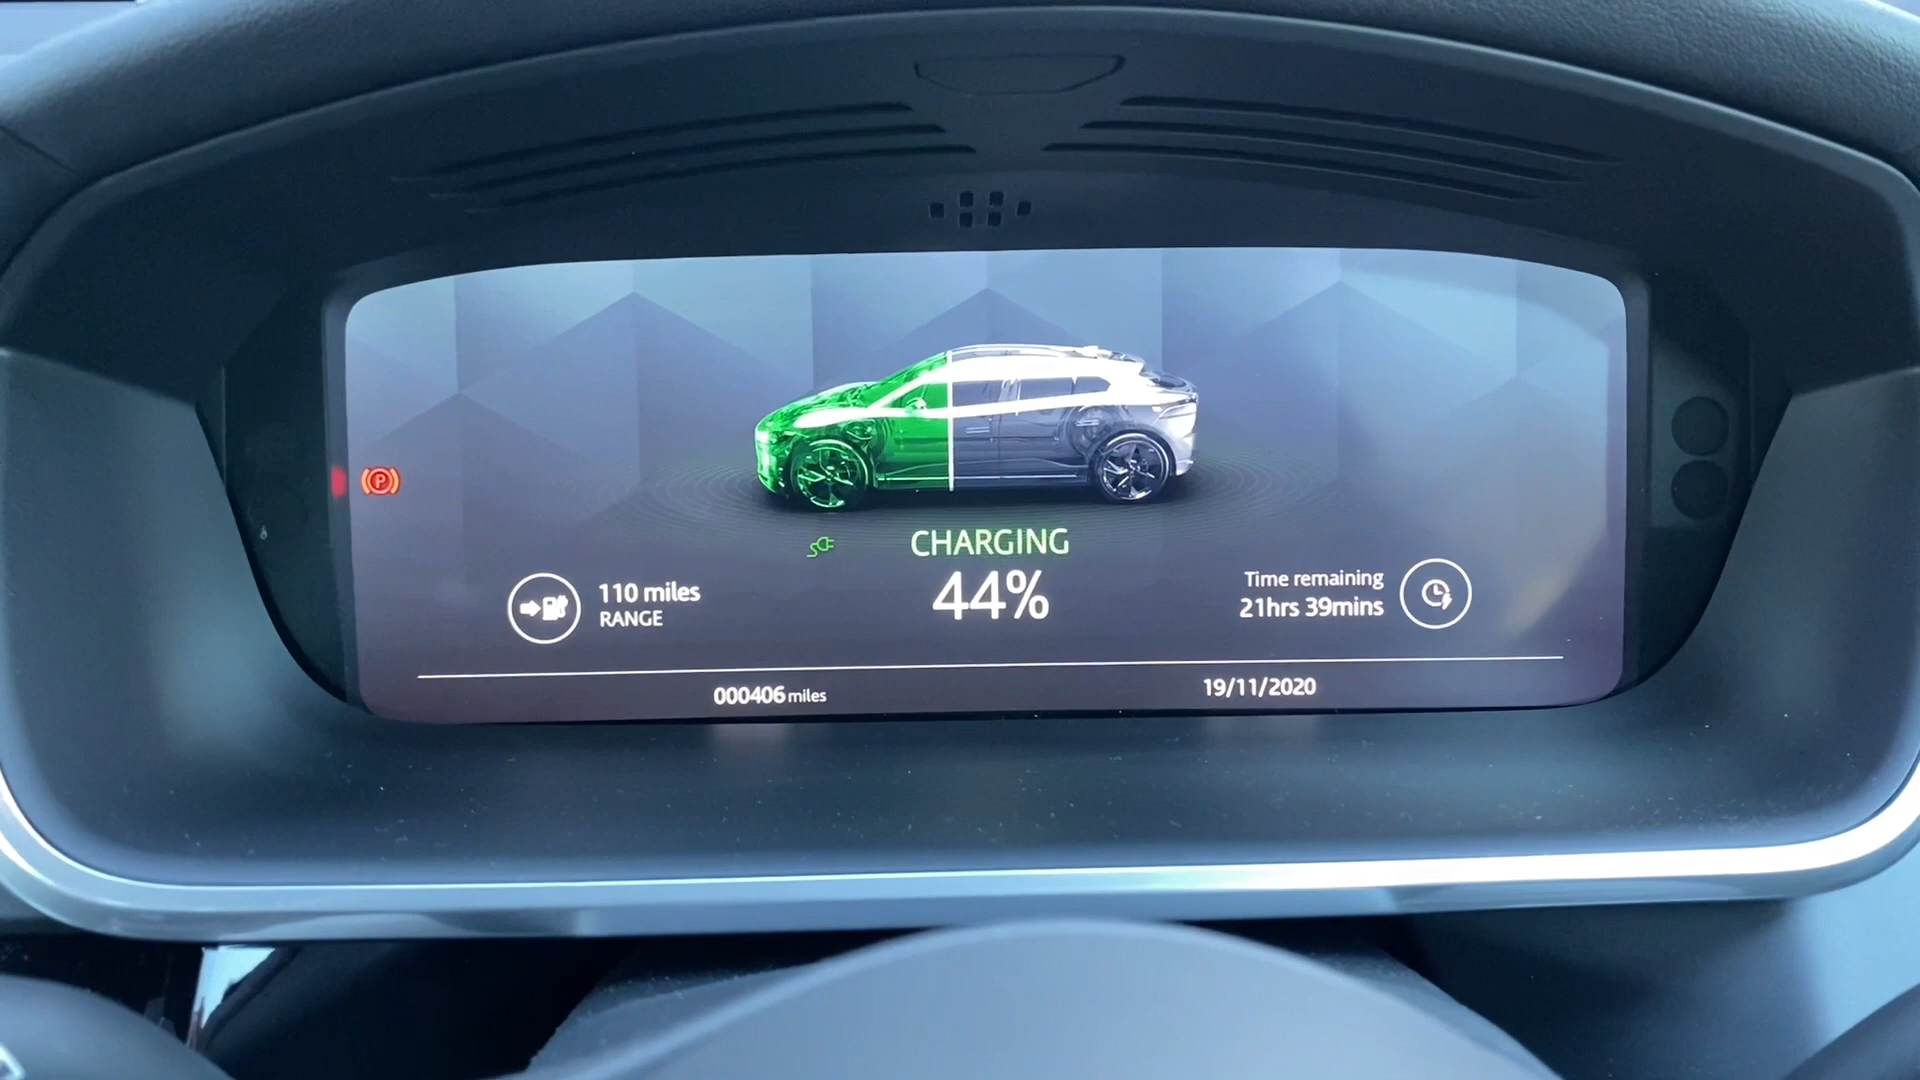 P
CHARGING
44%
110 miles
RANGE
Time remaining
21hrs 39mins
000406 miles
19/11/2020